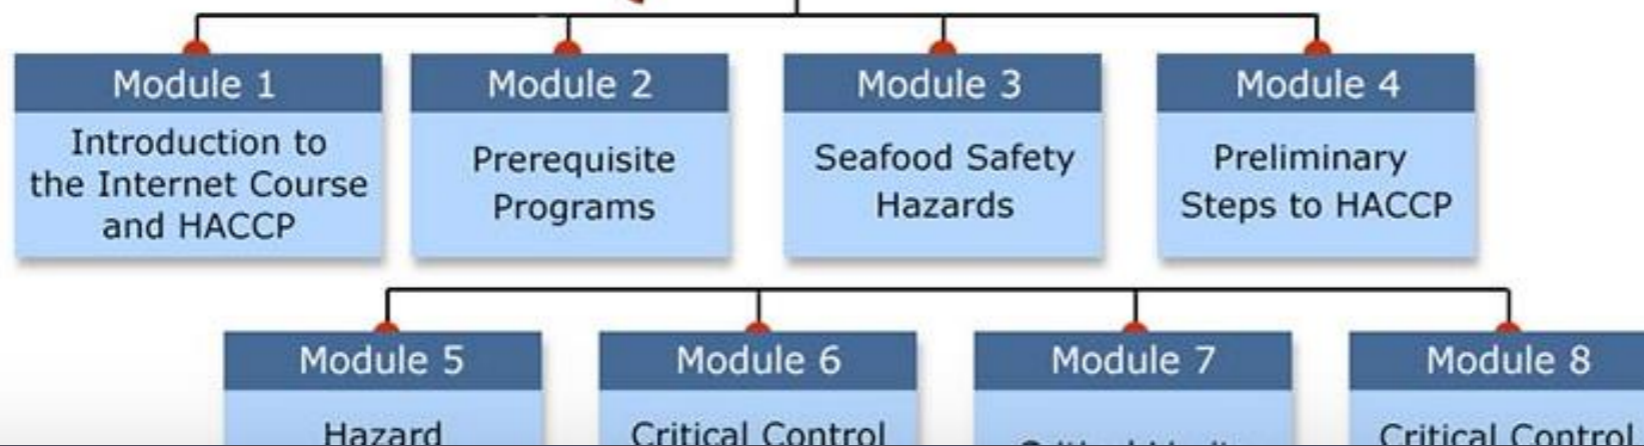 Module 1
Module 2
Module 3
Module 4
Introduction to
the Internet Course
and HACCP
Prerequisite
Programs
Seafood Safety
Hazards
Preliminary
Steps to HACCP
Module 5
Module 6
Module 7
Module 8
Hazard
Critical Control
Critical Control